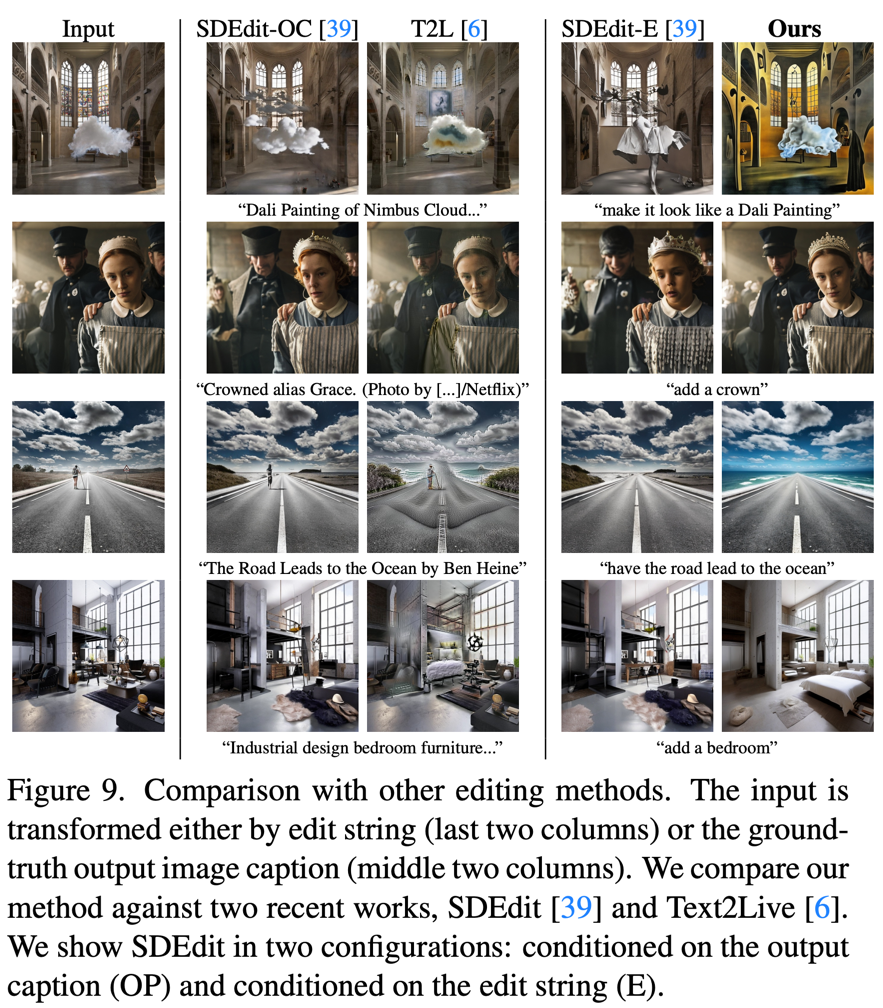 Input SDEdit-OC [39] T2L [6] SDEdit-E [39] Ours
“Dali Painting of Nimbus Cloud...” “make it look like a Dali Painting”
“Crowned alias Grace. (Photo by [...]/Netflix)” “add a crown”
“The Road Leads to the Ocean by Ben Heine” “have the road lead to the ocean”
“Industrial design bedroom furniture...” “add a bedroom”
Figure 9. Comparison with other editing methods. The input is
transformed either by edit string (last two columns) or the ground-
truth output image caption (middle two columns). We compare our
method against two recent works, SDEdit [39] and Text2Live [6].
We show SDEdit in two configurations: conditioned on the output
caption (OP) and conditioned on the edit string (E).